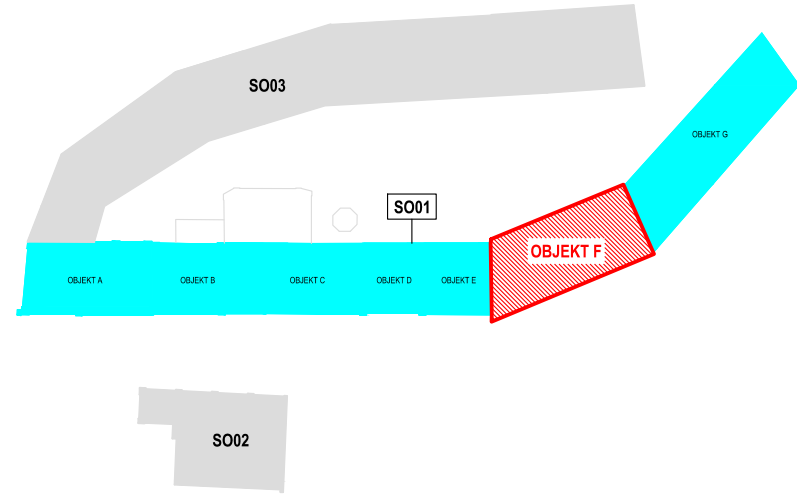 SO03
OBJEKT G
SO01
OBJEKT F
OBJEKT A
OBJEKT B
OBJEKT C
OBJEKT D
OBJEKT E
SO02